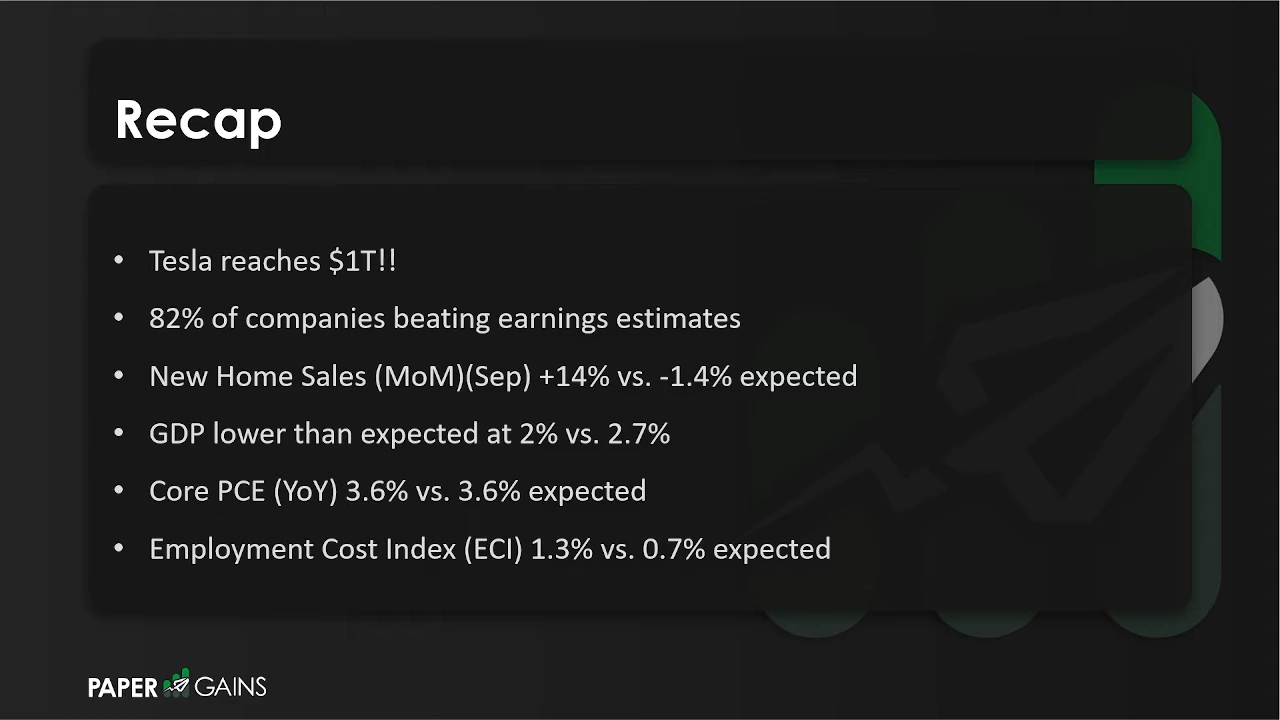 Recap
• Tesla reaches $1T!!
• 82% of companies beating earnings estimates
• New Home Sales (MoM)(Sep) +14% vs. -1.4% expected
• GDP lower than expected at 2% vs. 2.7%
• Core PCE (YoY) 3.6% vs. 3.6% expected
• Employment Cost Index (ECI) 1.3% vs. 0.7% expected
PAPER GAINS